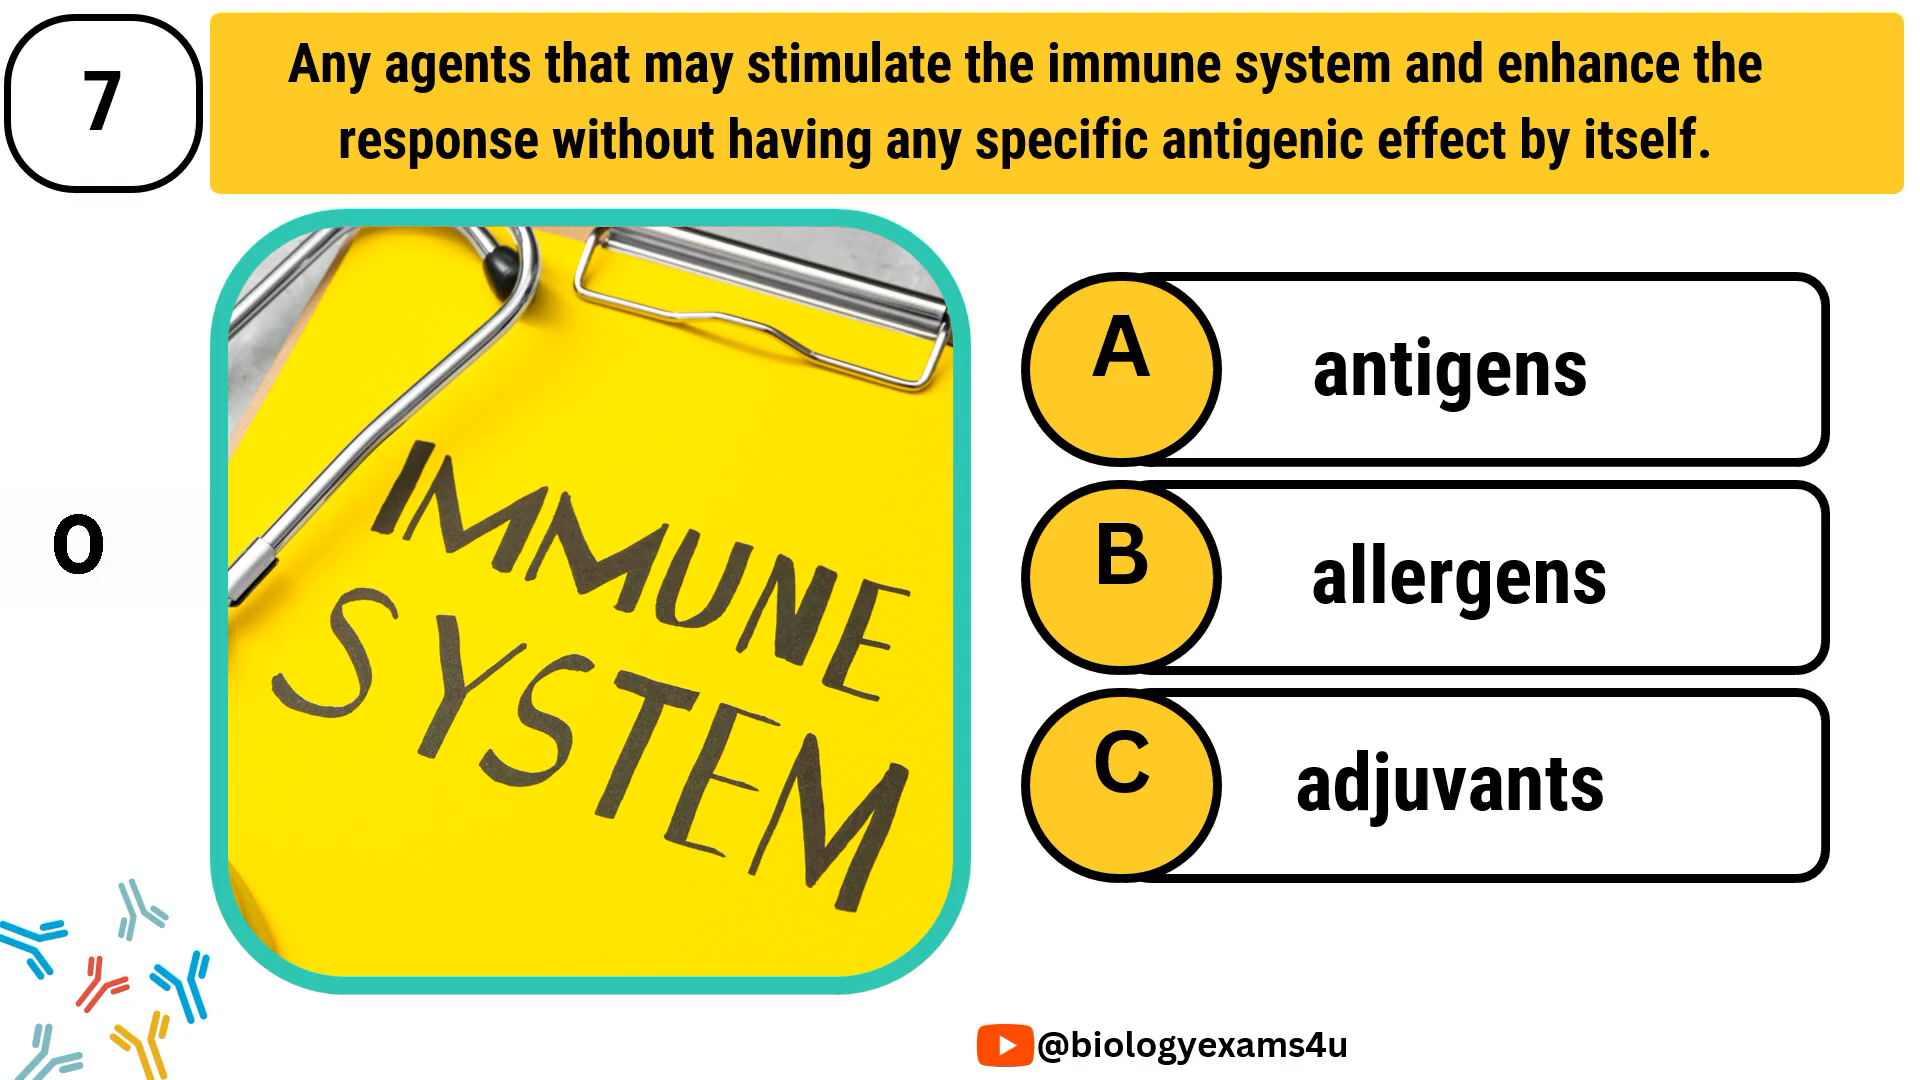 7
Any agents that may stimulate the immune system and enhance the
response without having any specific antigenic effect by itself.
IMMUNE
SYSTEM
0
A
antigens
B
allergens
C
adjuvants
@biologyexams4u